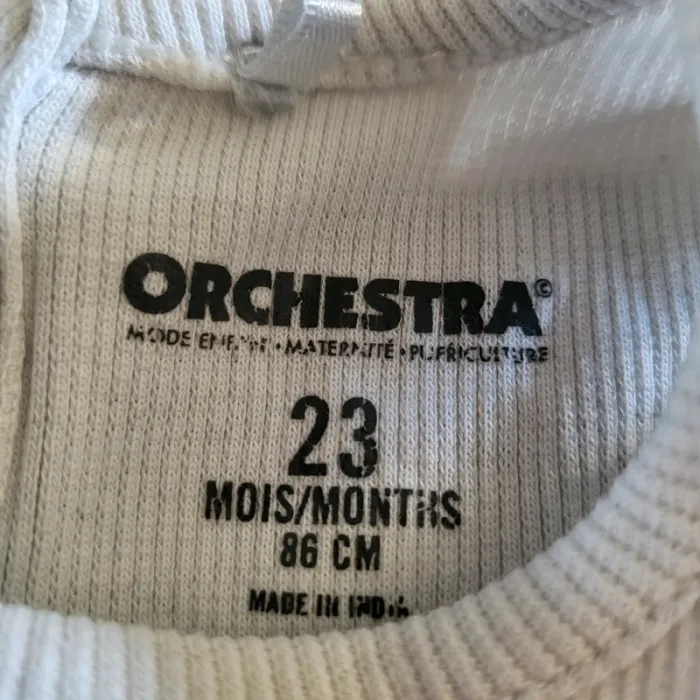 ORCHESTRA©
MODE ENFANT • MATERNITÉ • PUÉRICULTURE
23
MOIS/MONTHS
86 CM
MADE IN INDIA